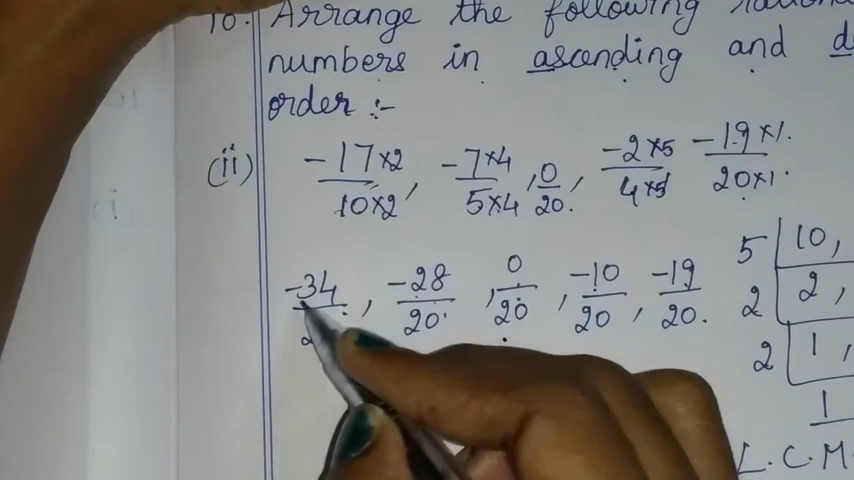 10. Arrange the following
numbers in ascending and
order :-
(ii) -17×2/10×2, -7×4/5×4, 0/20, -2×5/4×5, -19×1/20×1
-34, -28/20, 0/20, -10/20, -19/20
5 | 10,
2 | 2,
2 | 1,
1
L.C.M.